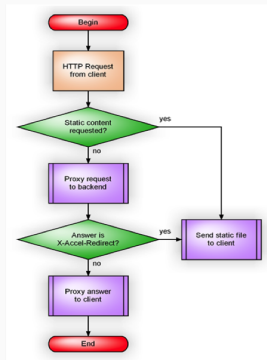 Begin
HTTP Request
from client
Static content
requested?
yes
no
Proxy request
to backend
Answer is
X-Accel-Redirect?
yes
Send static file
to client
no
Proxy answer
to client
End